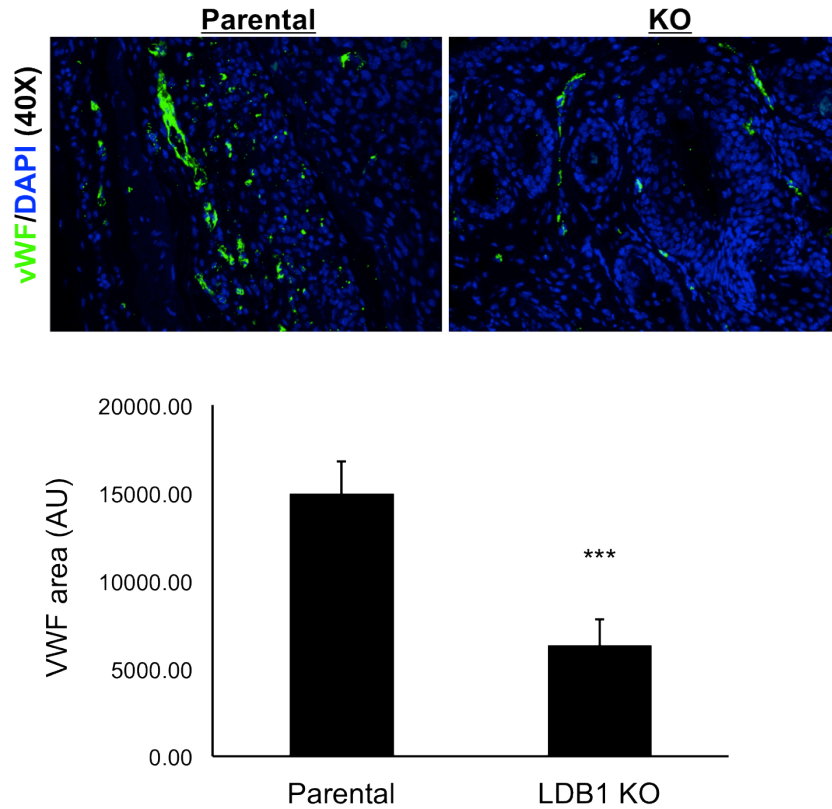 Parental KO
vWF/DAPI (40X)
20000.00
15000.00
10000.00
5000.00
0.00
VWF area (AU)
***
Parental LDB1 KO